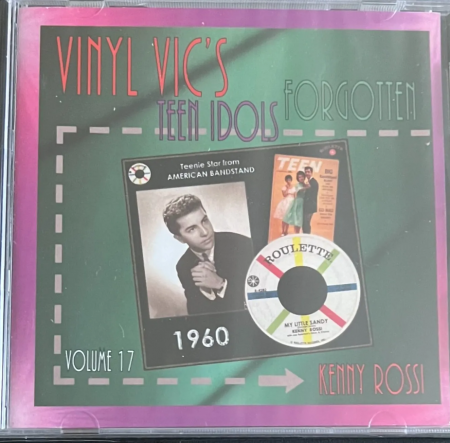 VINYL VIC'S
TEEN IDOLS
FORGOTTEN
Teenie Star from
AMERICAN BANDSTAND
TEEN
ROULETTE
MY LITTLE SANDY
KENNY ROSSI
1960
VOLUME 17
KENNY ROSSI